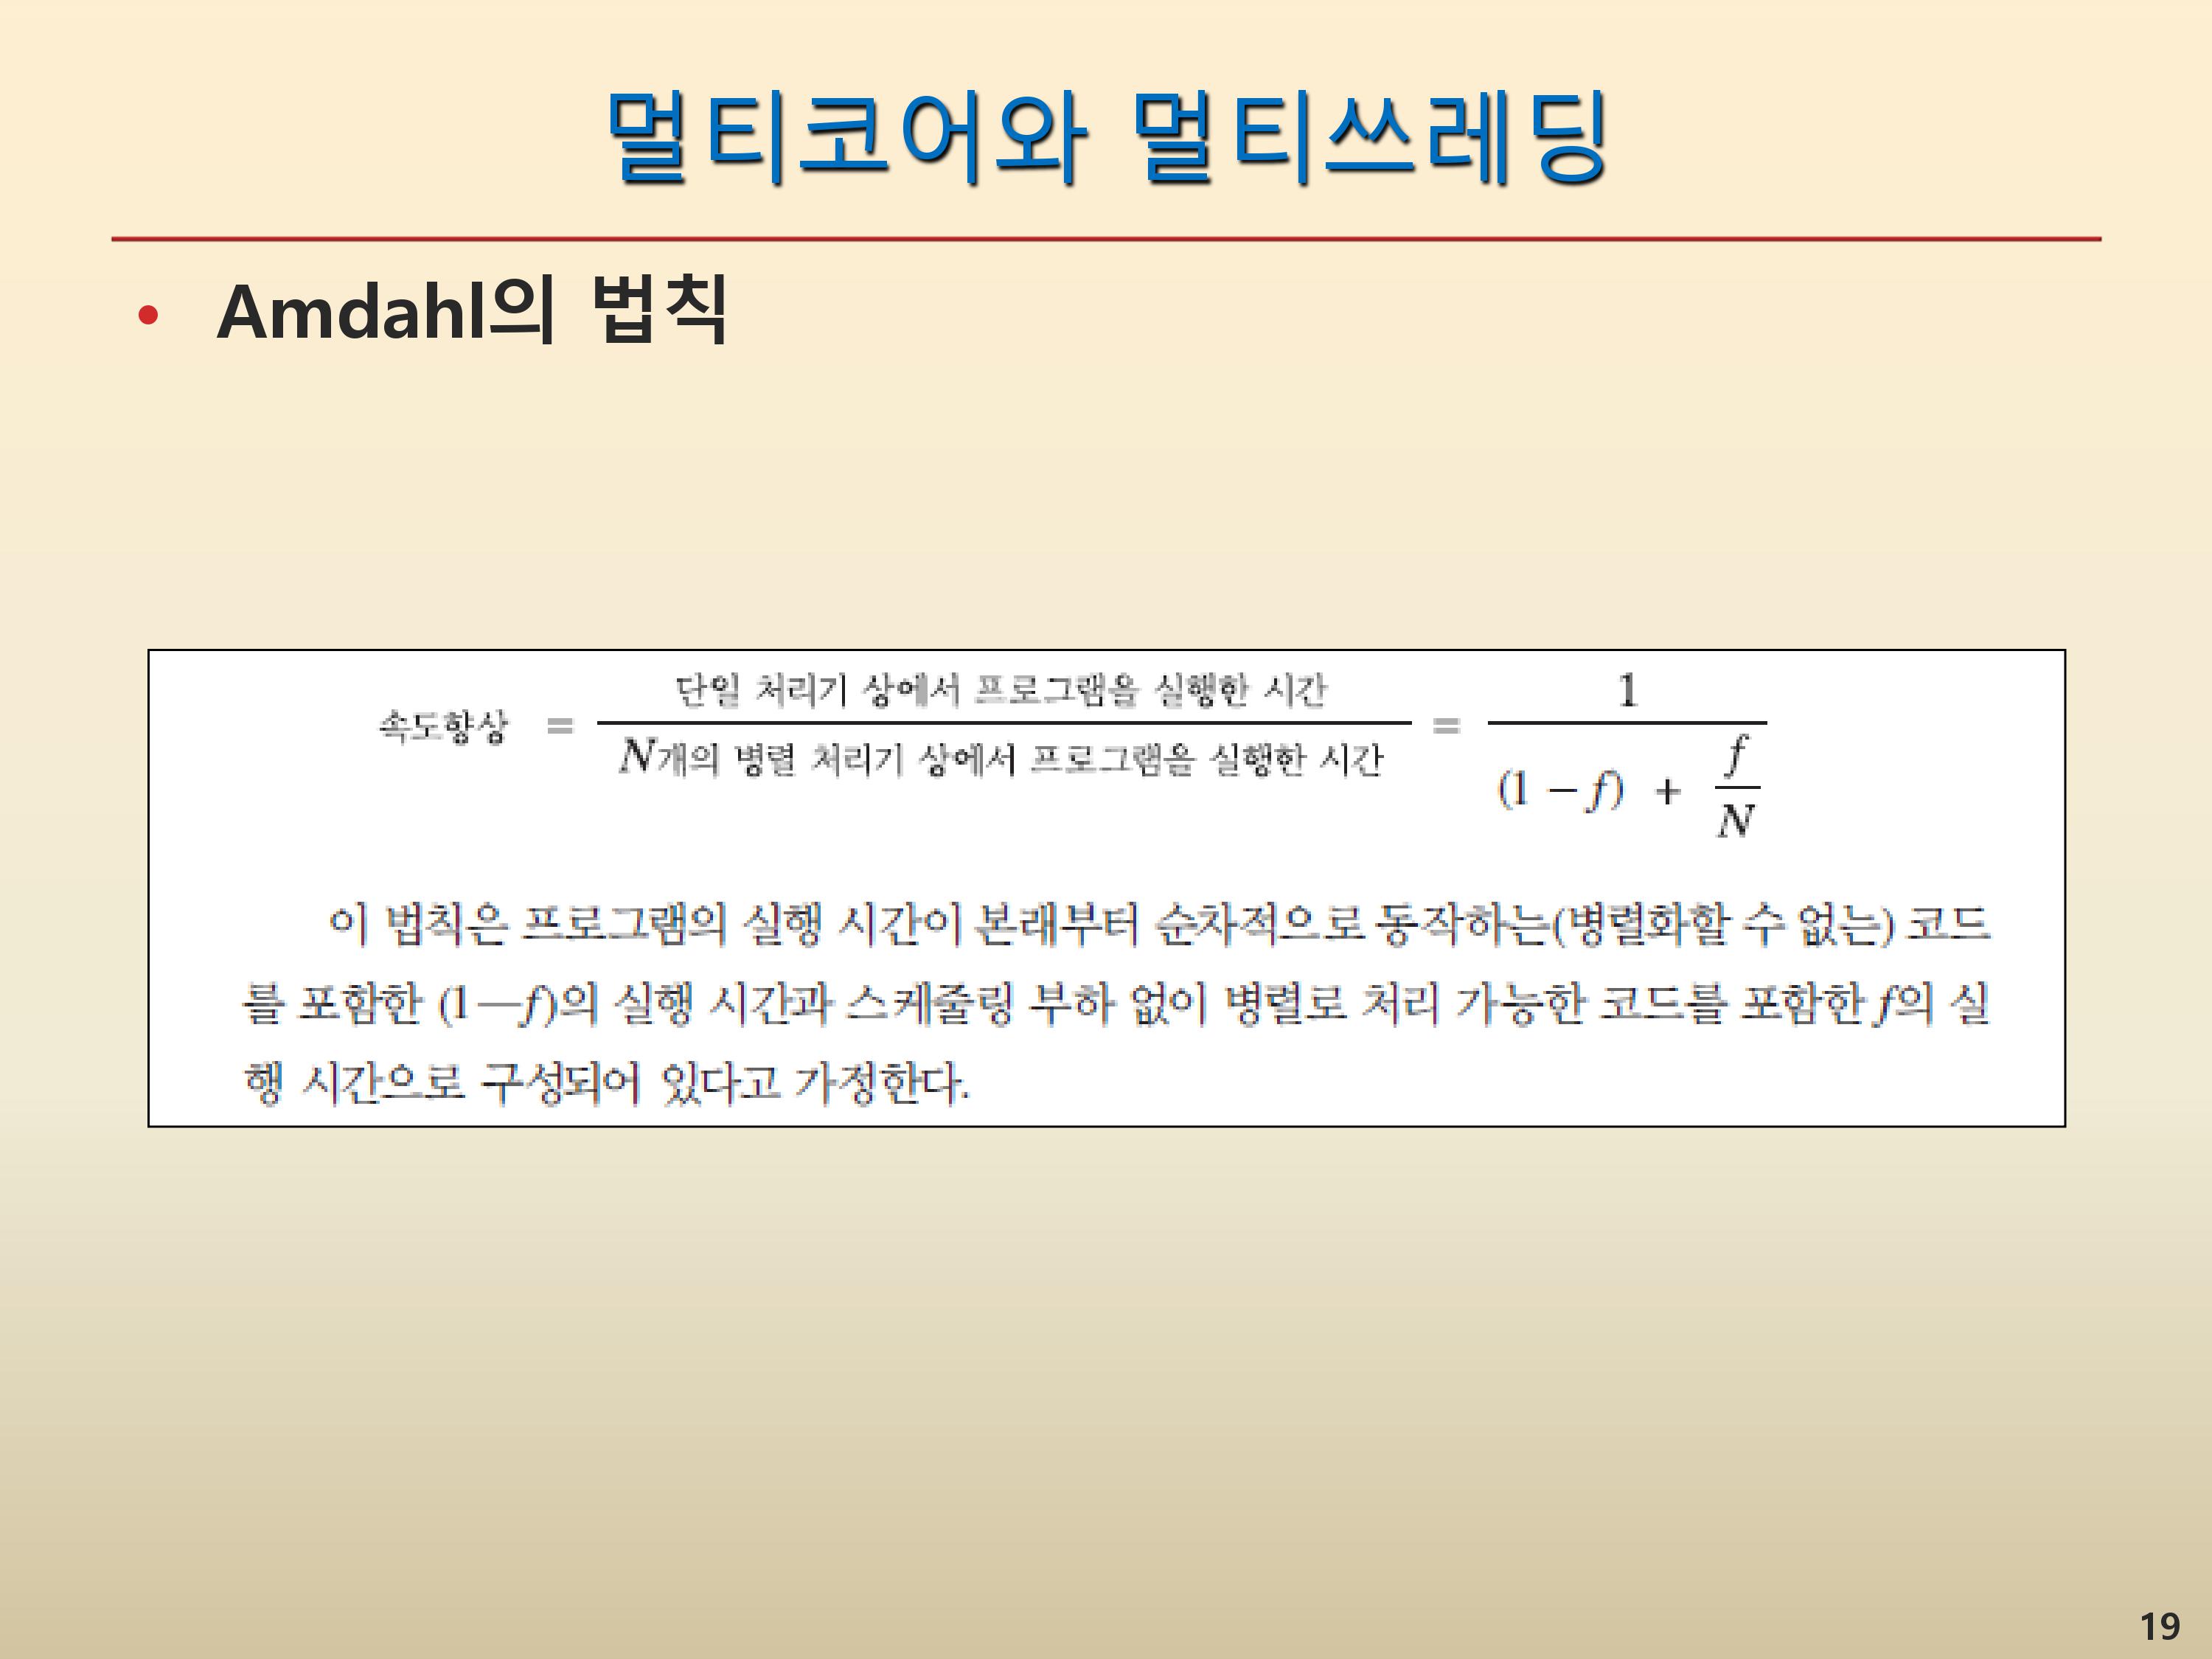 멀티코어와 멀티쓰레딩
• Amdahl의 법칙
속도향상 = 단일 처리기 상에서 프로그램을 실행한 시간 / N개의 병렬 처리기 상에서 프로그램을 실행한 시간 = 1 / ((1 − f) + f / N)
이 법칙은 프로그램의 실행 시간이 본래부터 순차적으로 동작하는(병렬화할 수 없는) 코드
를 포함한 (1—f)의 실행 시간과 스케줄링 부하 없이 병렬로 처리 가능한 코드를 포함한 f의 실
행 시간으로 구성되어 있다고 가정한다.
19